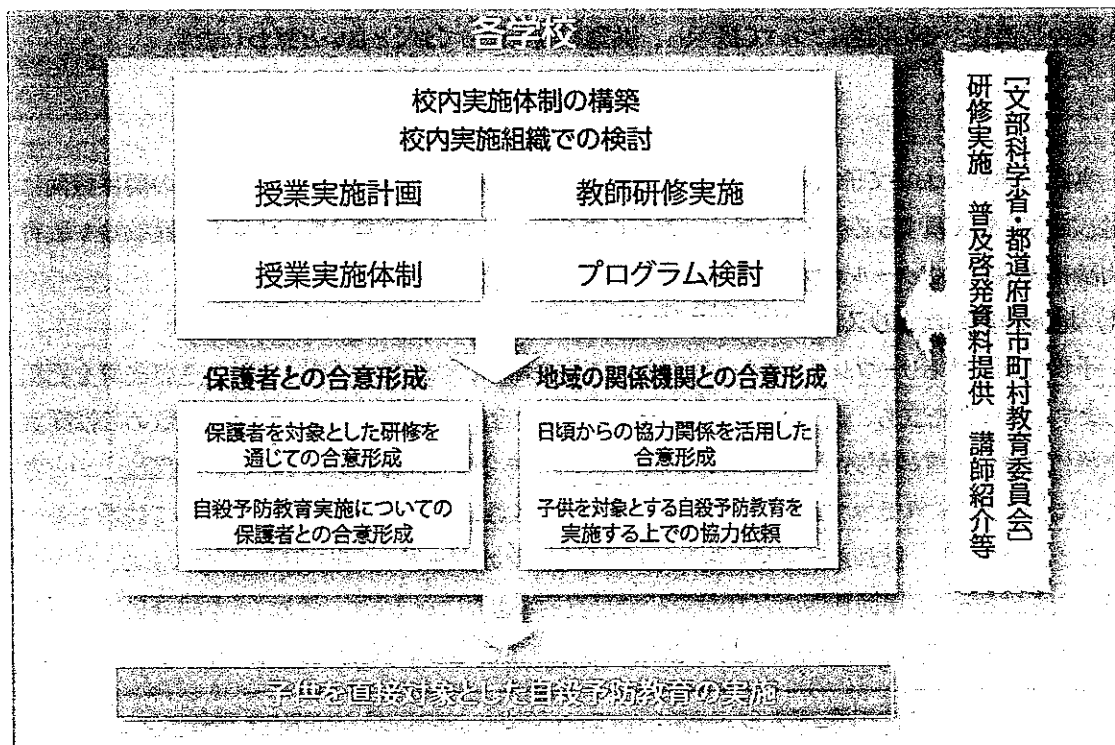 各学校
校内実施体制の構築
校内実施組織での検討
授業実施計画
教師研修実施
授業実施体制
プログラム検討
保護者との合意形成
保護者を対象とした研修を
通じての合意形成
自殺予防教育実施についての
保護者との合意形成
地域の関係機関との合意形成
日頃からの協力関係を活用した
合意形成
子供を対象とする自殺予防教育を
実施する上での協力依頼
[文部科学省・都道府県市町村教育委員会]
研修実施 普及啓発資料提供 講師紹介等
子供を直接対象とした自殺予防教育の実施